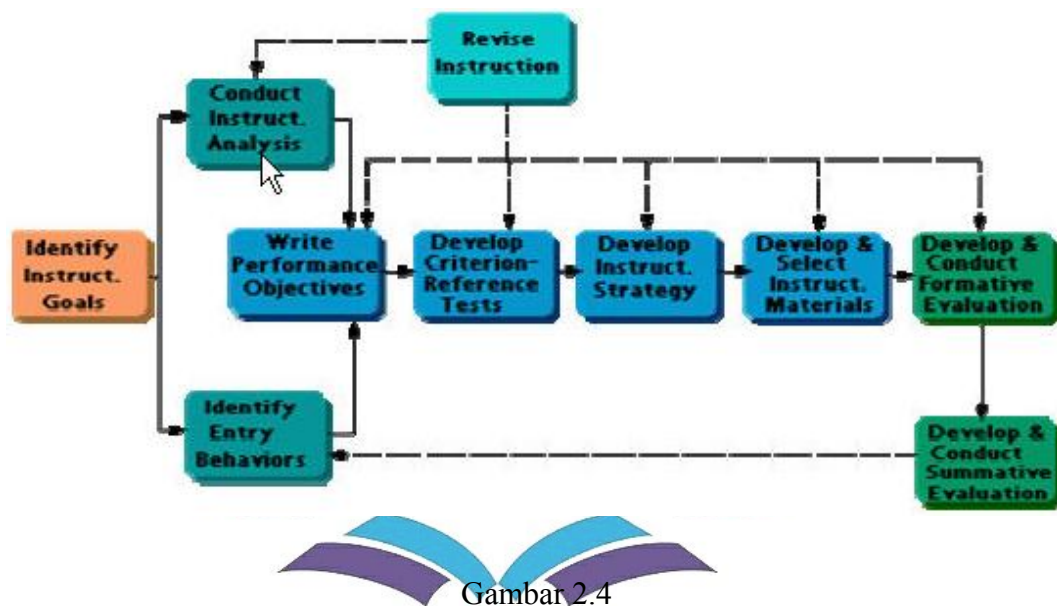 Revise
Instruction
Conduct
Instruct.
Analysis
Identify
Instruct.
Goals
Write
Performance
Objectives
Develop
Criterion-
Reference
Tests
Develop
Instruct.
Strategy
Develop &
Select
Instruct.
Materials
Develop &
Conduct
Formative
Evaluation
Identify
Entry
Behaviors
Develop &
Conduct
Summative
Evaluation
Gambar 2.4